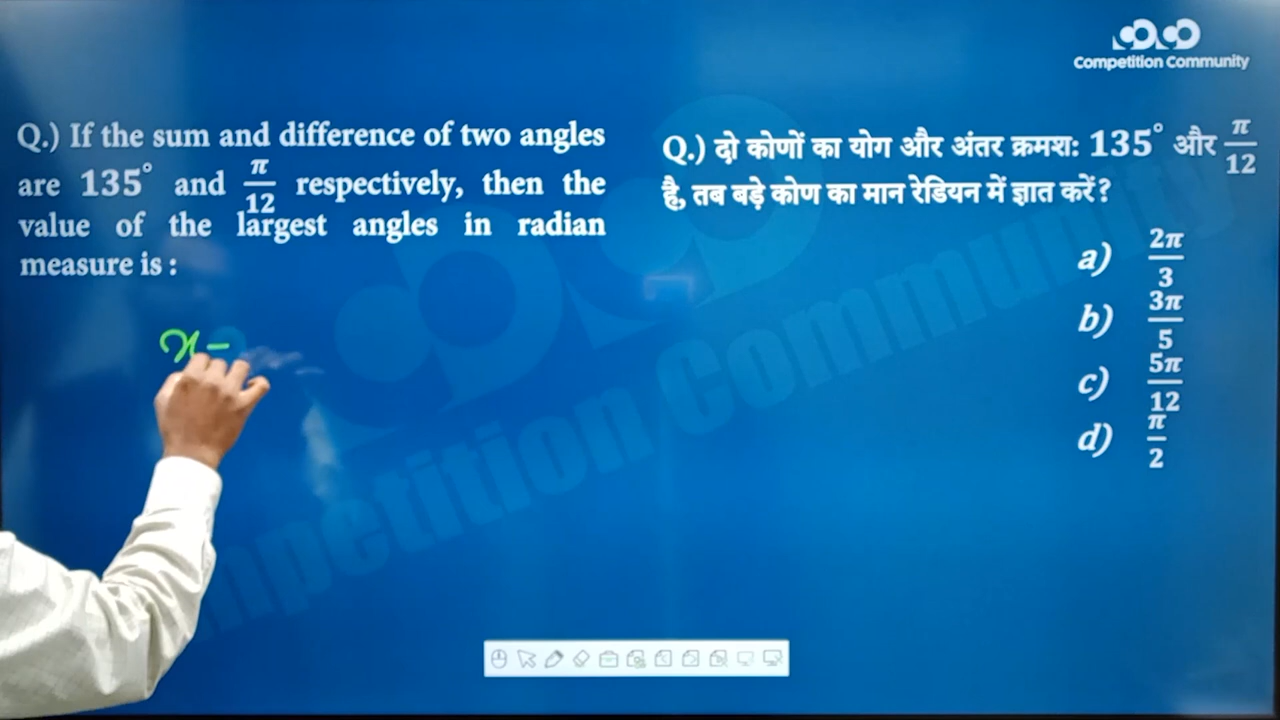 Competition Community
Q.) If the sum and difference of two angles
are 135° and π/12 respectively, then the
value of the largest angles in radian
measure is :
Q.) दो कोणों का योग और अंतर क्रमश: 135° और π/12
है, तब बड़े कोण का मान रेडियन में ज्ञात करें?
a) 2π/3
b) 3π/5
c) 5π/12
d) π/2
x -
Competition Community